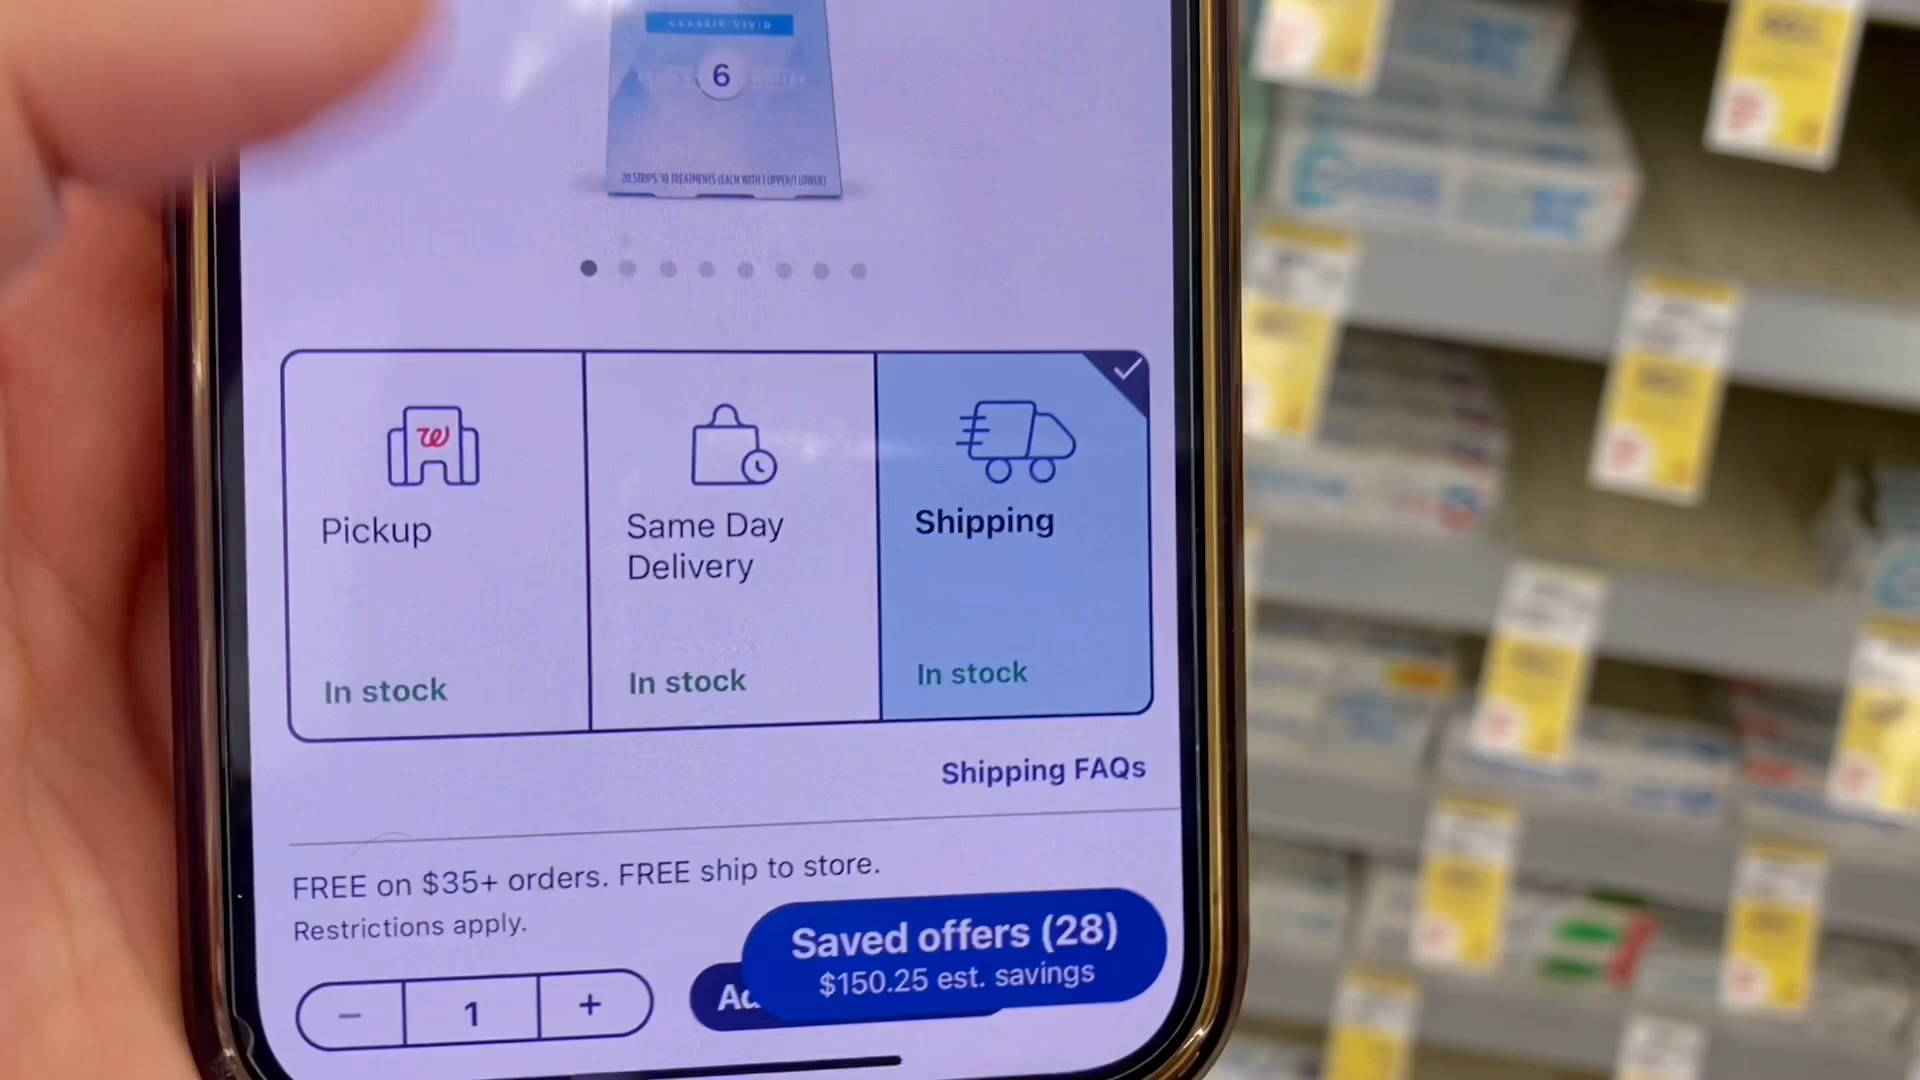 CLASSIC VIVID
6
20 STRIPS: 10 TREATMENTS (EACH WITH 1 UPPER/1 LOWER)
W
Pickup
In stock
Same Day
Delivery
In stock
Shipping
In stock
Shipping FAQs
FREE on $35+ orders. FREE ship to store.
Restrictions apply.
Saved offers (28)
$150.25 est. savings
− 1 +